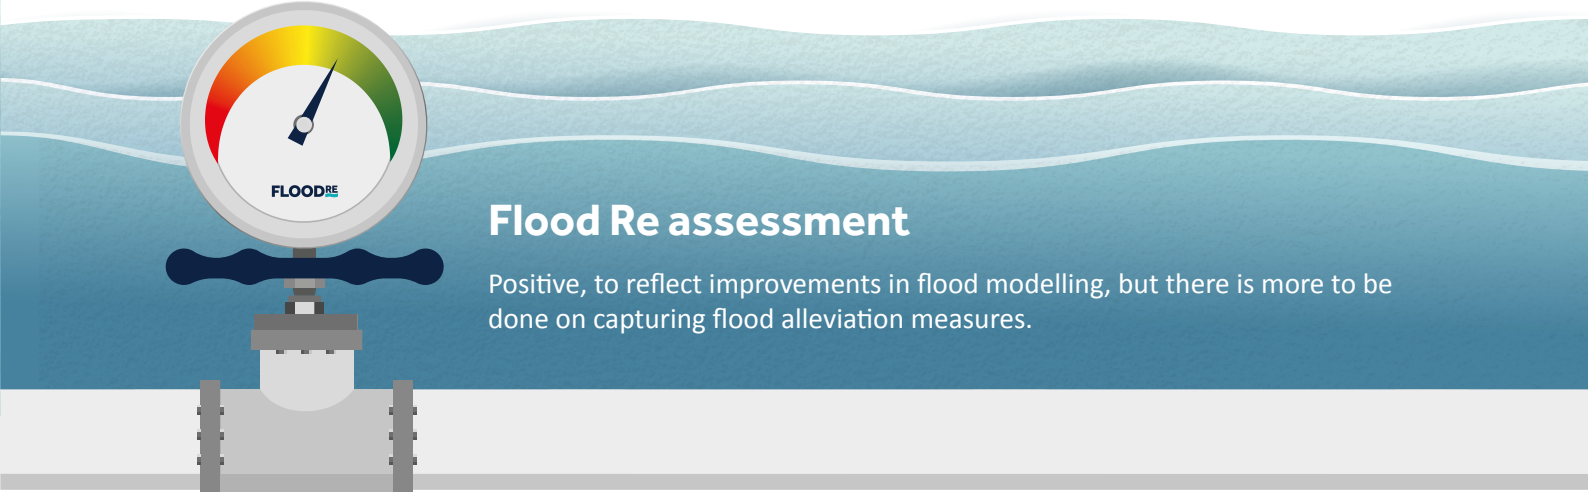 FLOODRE
Flood Re assessment
Positive, to reflect improvements in flood modelling, but there is more to be
done on capturing flood alleviation measures.